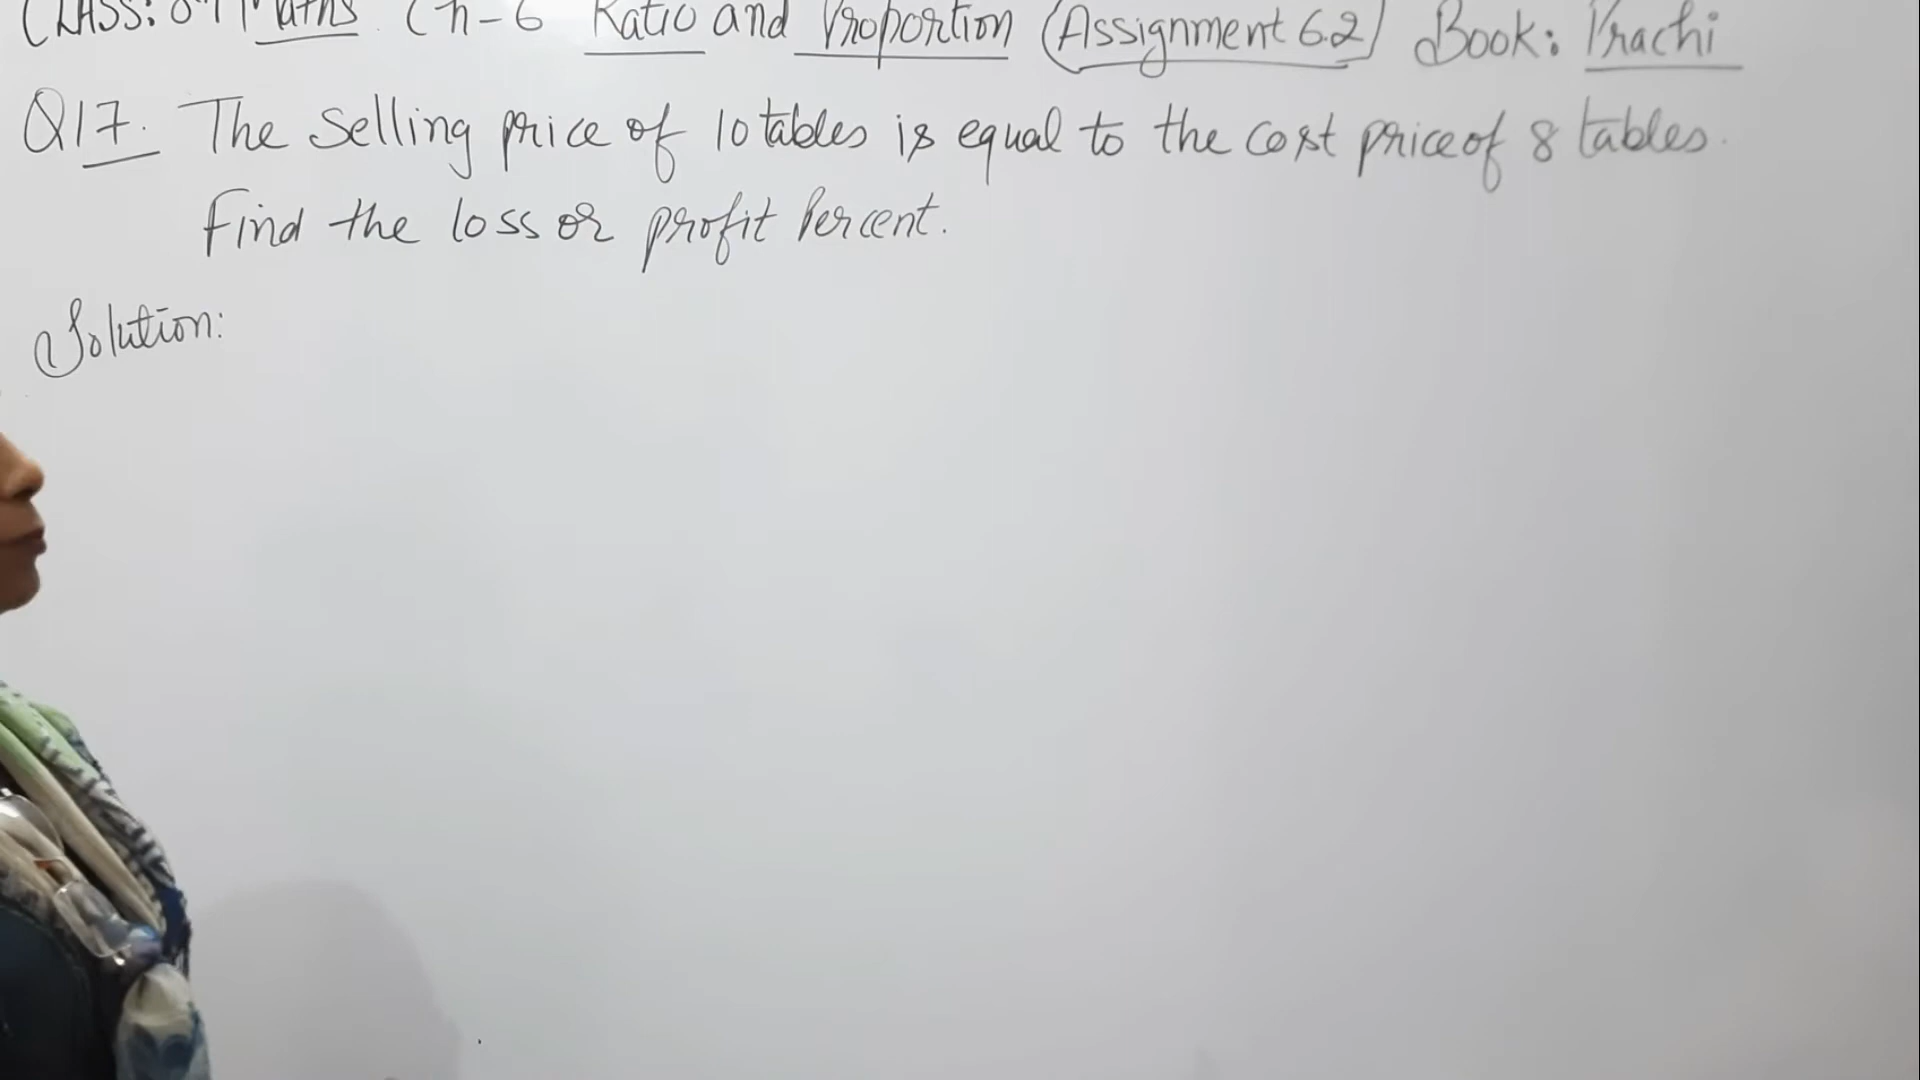 CLASS: 8th Maths Ch-6 Ratio and Proportion (Assignment 6.2) Book: Prachi
Q17. The Selling price of 10 tables is equal to the cost price of 8 tables.
Find the loss or profit Percent.
Solution: